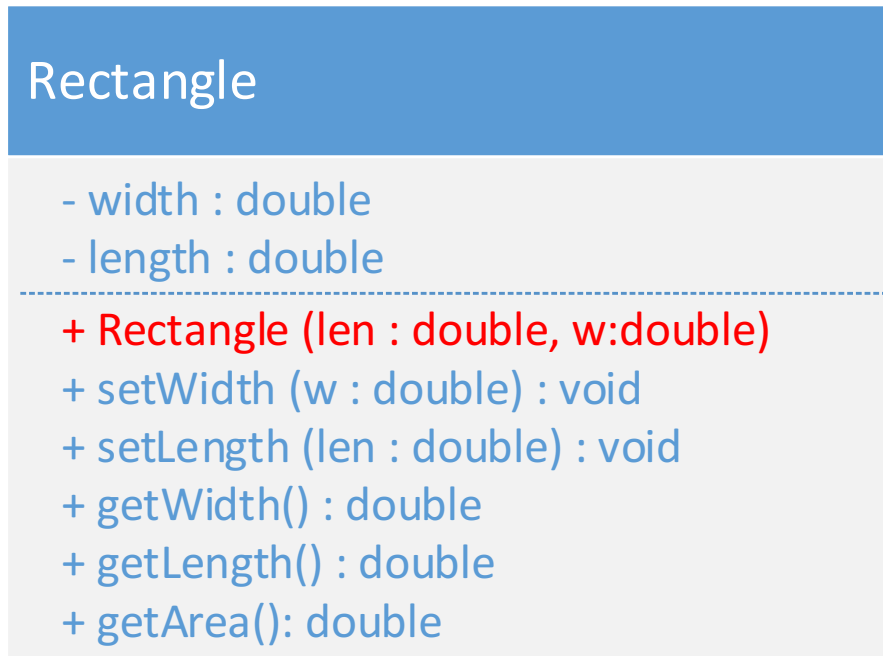 Rectangle
- width : double
- length : double
+ Rectangle (len : double, w:double)
+ setWidth (w : double) : void
+ setLength (len : double) : void
+ getWidth() : double
+ getLength() : double
+ getArea(): double